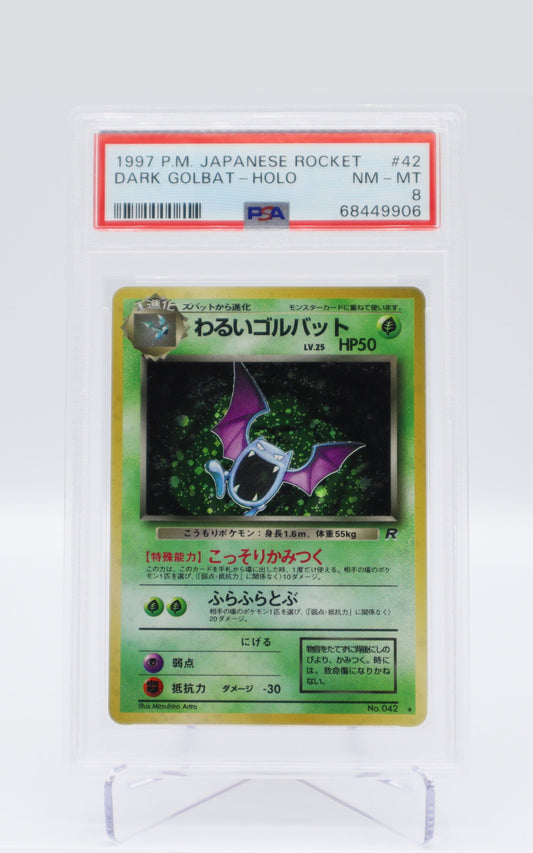 1997 P.M. JAPANESE ROCKET #42
DARK GOLBAT - HOLO NM - MT
8
PSA 68449906
1進化 ズバットから進化 モンスターカードに重ねて使います。
わるいゴルバット
LV.25 HP50
こうもりポケモン：身長1.6m、体重55kg
R
【特殊能力】こっそりかみつく
この力は、このカードを手札から場に出した時、1度だけ使える。相手の場のポケ
モン1匹を選び、(「弱点・抵抗力」に関係なく)10ダメージ。
ふらふらとぶ
相手の場のポケモン1匹を選び、(「弱点・抵抗力」に関係なく)
20ダメージ。
にげる
弱点
抵抗力 ダメージ -30
物音をたてずに背後にしの
びより、かみつく。時には
、致命傷になりかね
ない。
Illus. Mitsuhiro Arita
No. 042 ★